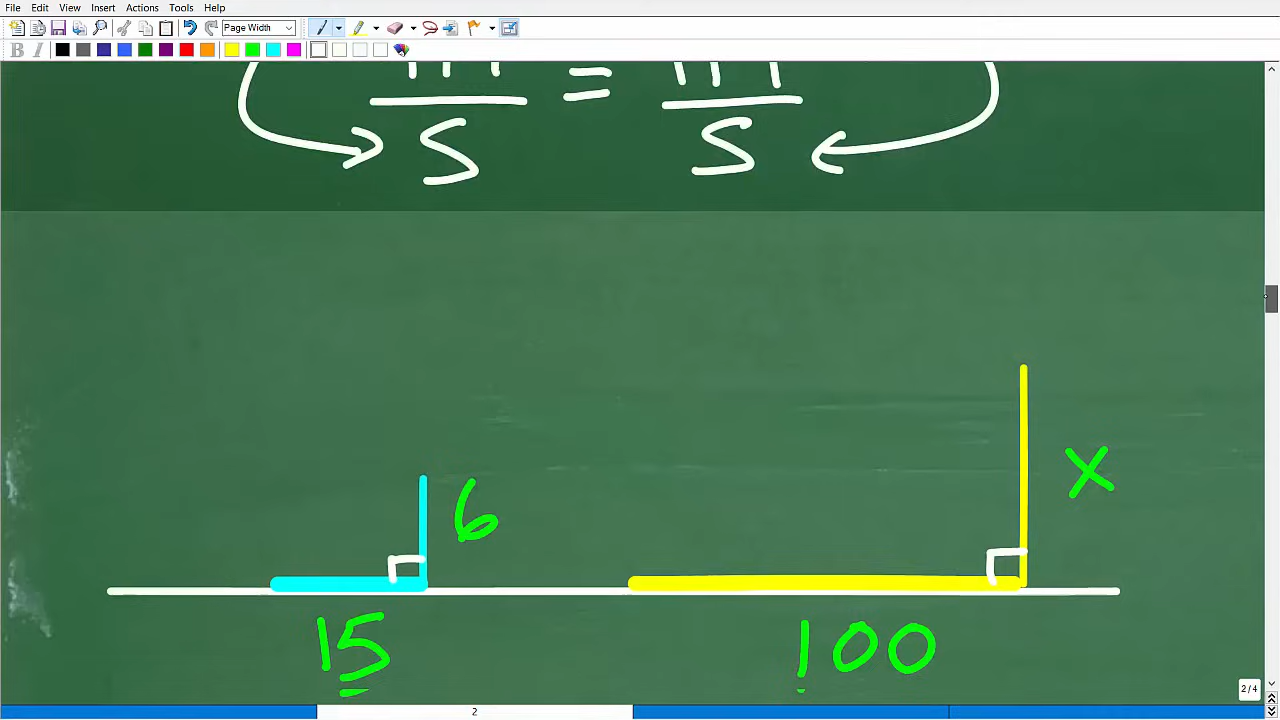 File Edit View Insert Actions Tools Help
Page Width
B I
=
S S
6 x
15 100
2/4
2